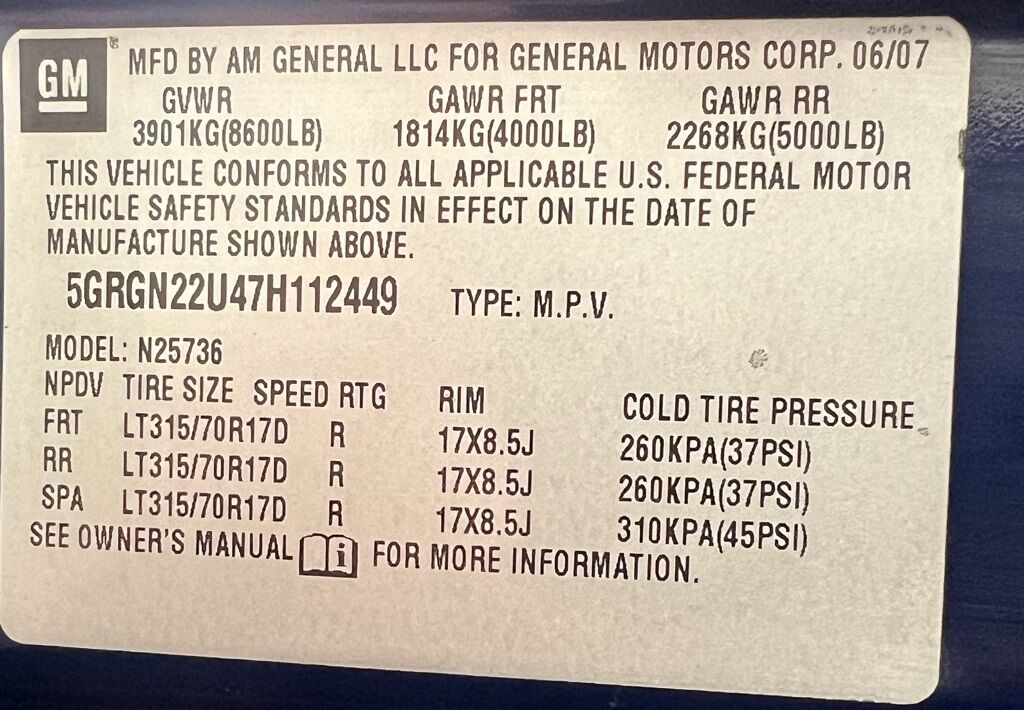 GM
MFD BY AM GENERAL LLC FOR GENERAL MOTORS CORP. 06/07
GVWR GAWR FRT GAWR RR
3901KG(8600LB) 1814KG(4000LB) 2268KG(5000LB)
THIS VEHICLE CONFORMS TO ALL APPLICABLE U.S. FEDERAL MOTOR
VEHICLE SAFETY STANDARDS IN EFFECT ON THE DATE OF
MANUFACTURE SHOWN ABOVE.
5GRGN22U47H112449 TYPE: M.P.V.
MODEL: N25736
NPDV TIRE SIZE SPEED RTG RIM COLD TIRE PRESSURE
FRT LT315/70R17D R 17X8.5J 260KPA(37PSI)
RR LT315/70R17D R 17X8.5J 260KPA(37PSI)
SPA LT315/70R17D R 17X8.5J 310KPA(45PSI)
SEE OWNER'S MANUAL i FOR MORE INFORMATION.